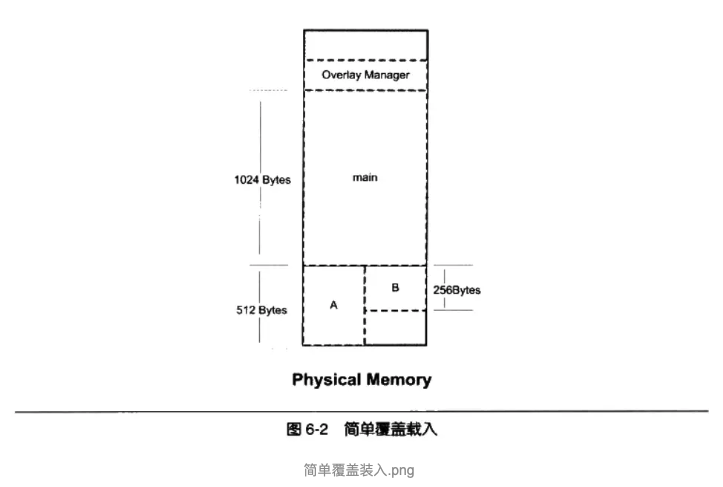 Overlay Manager
1024 Bytes
main
A
B
256Bytes
512 Bytes
Physical Memory
图 6-2 简单覆盖载入
简单覆盖装入.png